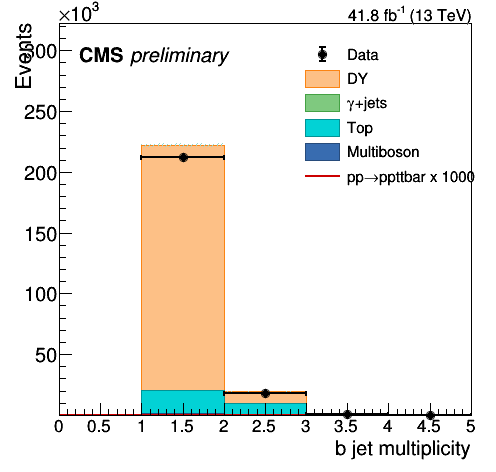 ×10³
41.8 fb⁻¹ (13 TeV)
Events
CMS preliminary
Data
DY
γ+jets
Top
Multiboson
pp→ppttbar x 1000
300
250
200
150
100
50
0 0.5 1 1.5 2 2.5 3 3.5 4 4.5 5
b jet multiplicity